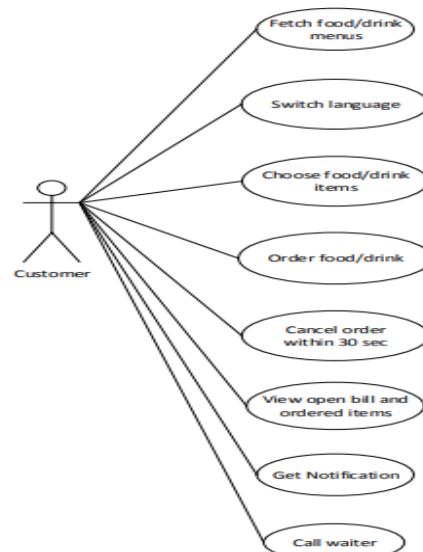 Fetch food/drink
menus
Switch language
Choose food/drink
items
Customer
Order food/drink
Cancel order
within 30 sec
View open bill and
ordered items
Get Notification
Call waiter